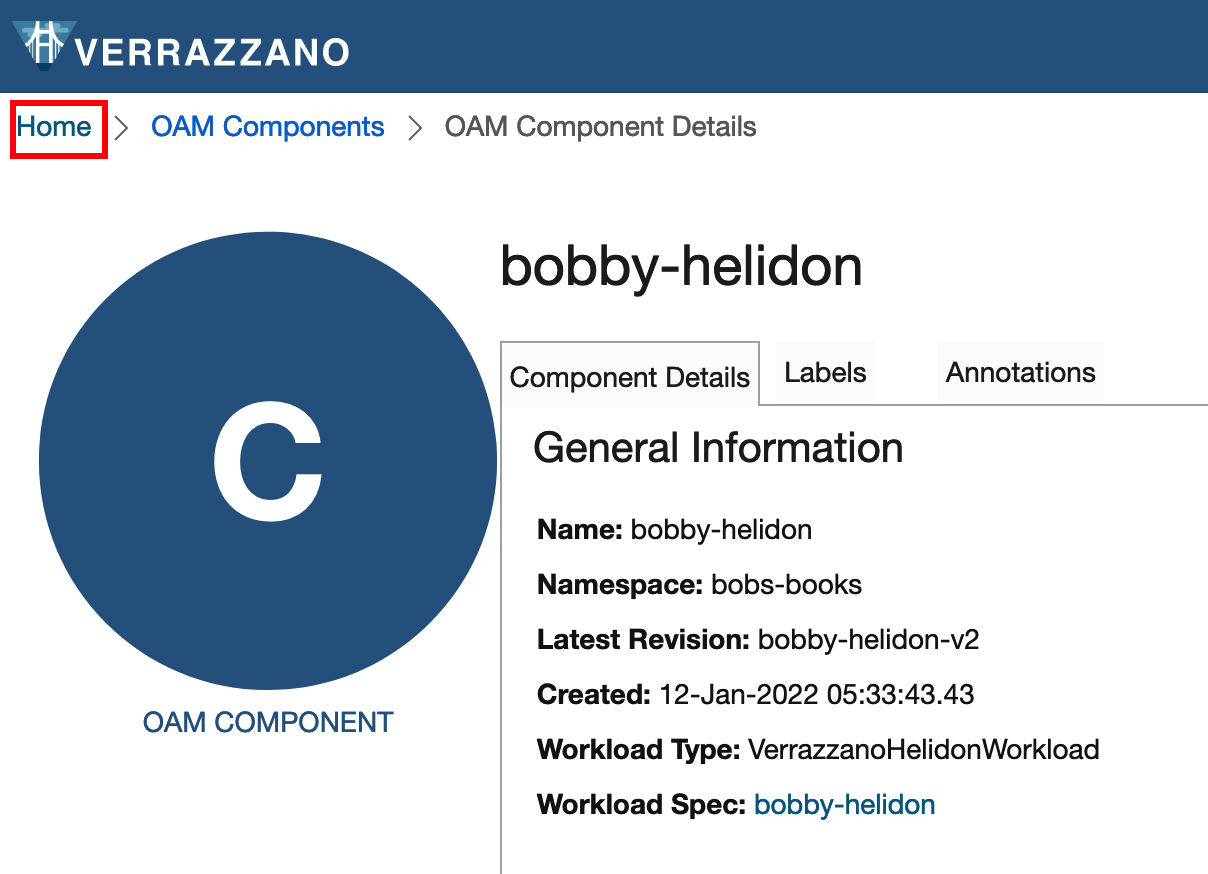 VERRAZZANO
Home > OAM Components > OAM Component Details
bobby-helidon
Component Details Labels Annotations
General Information
C
Name: bobby-helidon
Namespace: bobs-books
Latest Revision: bobby-helidon-v2
Created: 12-Jan-2022 05:33:43.43
OAM COMPONENT
Workload Type: VerrazzanoHelidonWorkload
Workload Spec: bobby-helidon